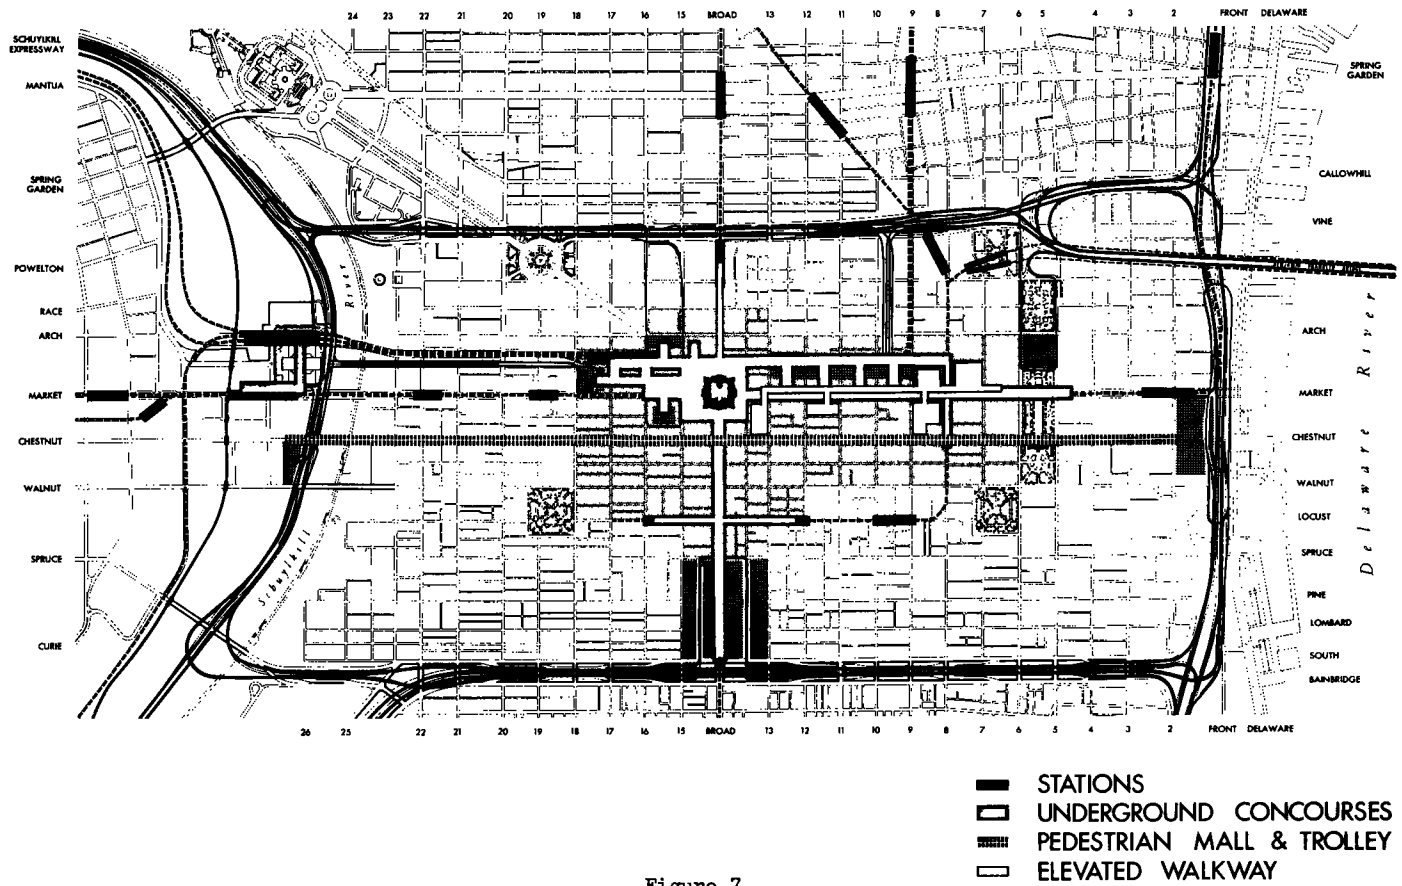 24 23 22 21 20 19 18 17 16 15 BROAD 13 12 11 10 9 8 7 6 5 4 3 2 FRONT DELAWARE
SCHUYLKILL
EXPRESSWAY
MANTUA
SPRING
GARDEN
POWELTON
RACE
ARCH
MARKET
CHESTNUT
WALNUT
SPRUCE
CURIE
River
Schuylkill
SPRING
GARDEN
CALLOWHILL
VINE
ARCH
MARKET
CHESTNUT
WALNUT
LOCUST
SPRUCE
PINE
LOMBARD
SOUTH
BAINBRIDGE
Delaware River
26 25 22 21 20 19 18 17 16 15 BROAD 13 12 11 10 9 8 7 6 5 4 3 2 FRONT DELAWARE
STATIONS
UNDERGROUND CONCOURSES
PEDESTRIAN MALL & TROLLEY
ELEVATED WALKWAY
Figure 7